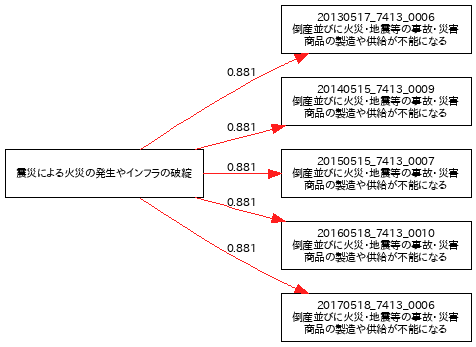 20130517_7413_0006
倒産並びに火災・地震等の事故・災害
商品の製造や供給が不能になる
0.881
20140515_7413_0009
倒産並びに火災・地震等の事故・災害
商品の製造や供給が不能になる
0.881
震災による火災の発生やインフラの破綻
0.881
20150515_7413_0007
倒産並びに火災・地震等の事故・災害
商品の製造や供給が不能になる
0.881
20160518_7413_0010
倒産並びに火災・地震等の事故・災害
商品の製造や供給が不能になる
0.881
20170518_7413_0006
倒産並びに火災・地震等の事故・災害
商品の製造や供給が不能になる